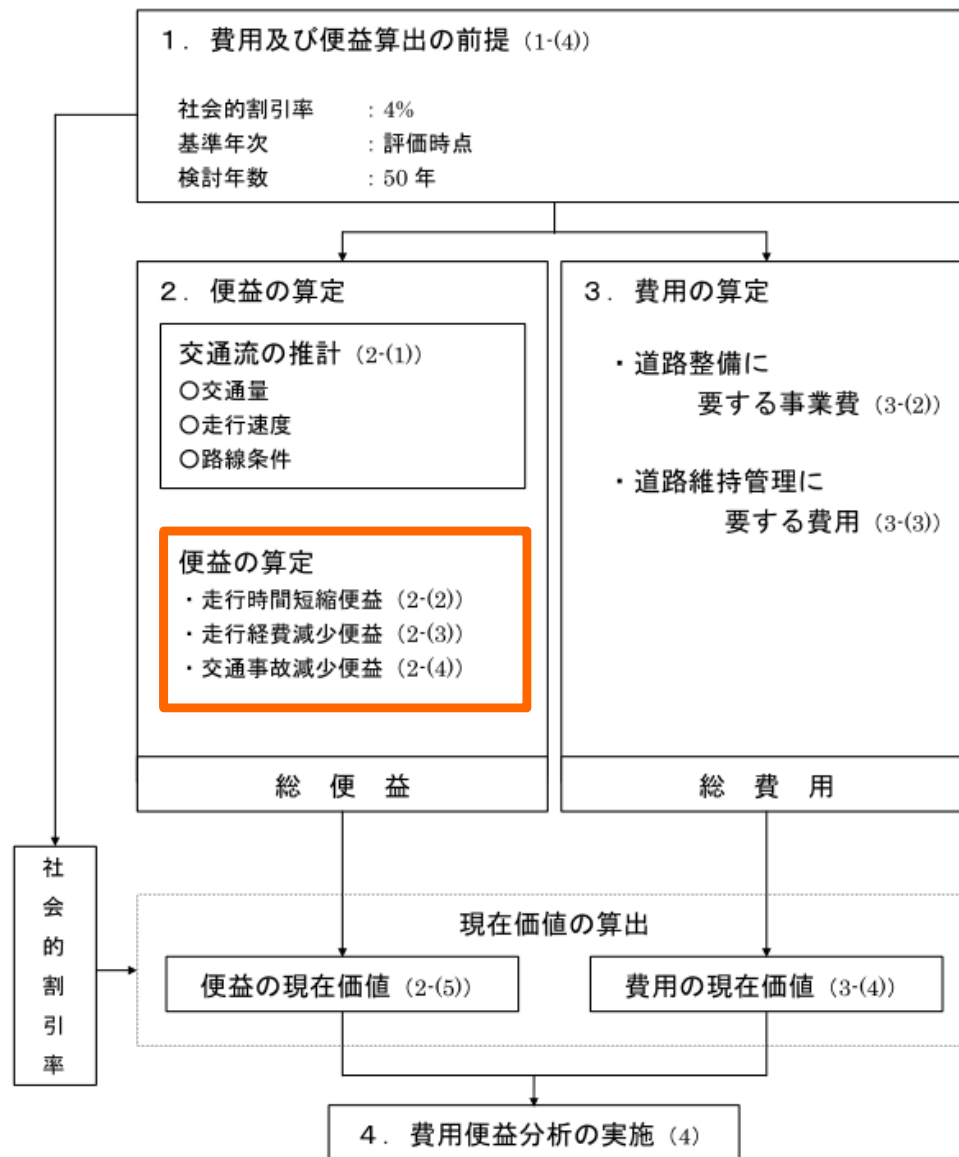 1．費用及び便益算出の前提（1-(4)）
社会的割引率　：4%
基準年次　：評価時点
検討年数　：50 年
2．便益の算定
交通流の推計（2-(1)）
○交通量
○走行速度
○路線条件
便益の算定
・走行時間短縮便益（2-(2)）
・走行経費減少便益（2-(3)）
・交通事故減少便益（2-(4)）
総　便　益
3．費用の算定
・道路整備に
要する事業費（3-(2)）
・道路維持管理に
要する費用（3-(3)）
総　費　用
社会的割引率
現在価値の算出
便益の現在価値（2-(5)）
費用の現在価値（3-(4)）
4．費用便益分析の実施（4）